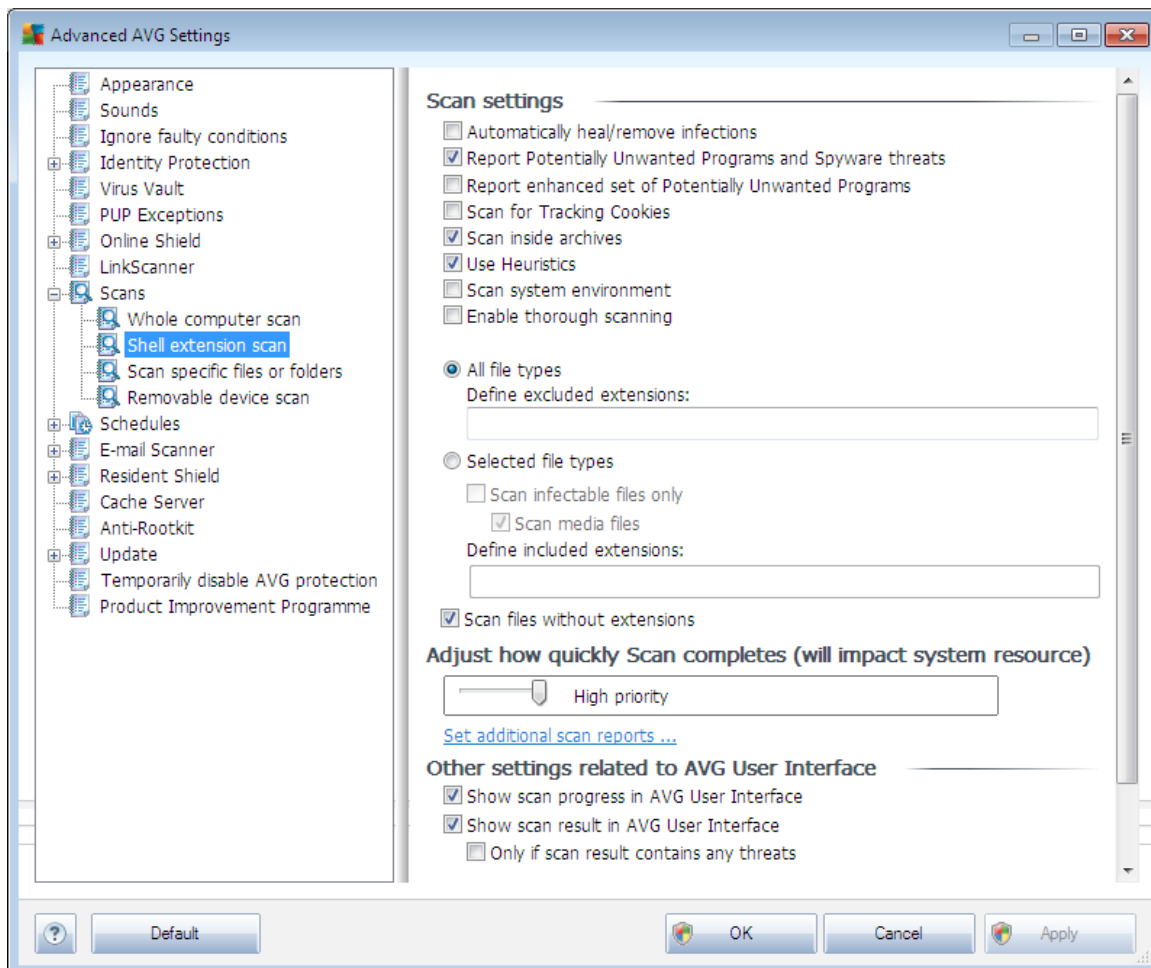 Advanced AVG Settings
Appearance
Sounds
Ignore faulty conditions
Identity Protection
Virus Vault
PUP Exceptions
Online Shield
LinkScanner
Scans
Whole computer scan
Shell extension scan
Scan specific files or folders
Removable device scan
Schedules
E-mail Scanner
Resident Shield
Cache Server
Anti-Rootkit
Update
Temporarily disable AVG protection
Product Improvement Programme
Scan settings
Automatically heal/remove infections
Report Potentially Unwanted Programs and Spyware threats
Report enhanced set of Potentially Unwanted Programs
Scan for Tracking Cookies
Scan inside archives
Use Heuristics
Scan system environment
Enable thorough scanning
All file types
Define excluded extensions:
Selected file types
Scan infectable files only
Scan media files
Define included extensions:
Scan files without extensions
Adjust how quickly Scan completes (will impact system resource)
High priority
Set additional scan reports ...
Other settings related to AVG User Interface
Show scan progress in AVG User Interface
Show scan result in AVG User Interface
Only if scan result contains any threats
?
Default
OK
Cancel
Apply